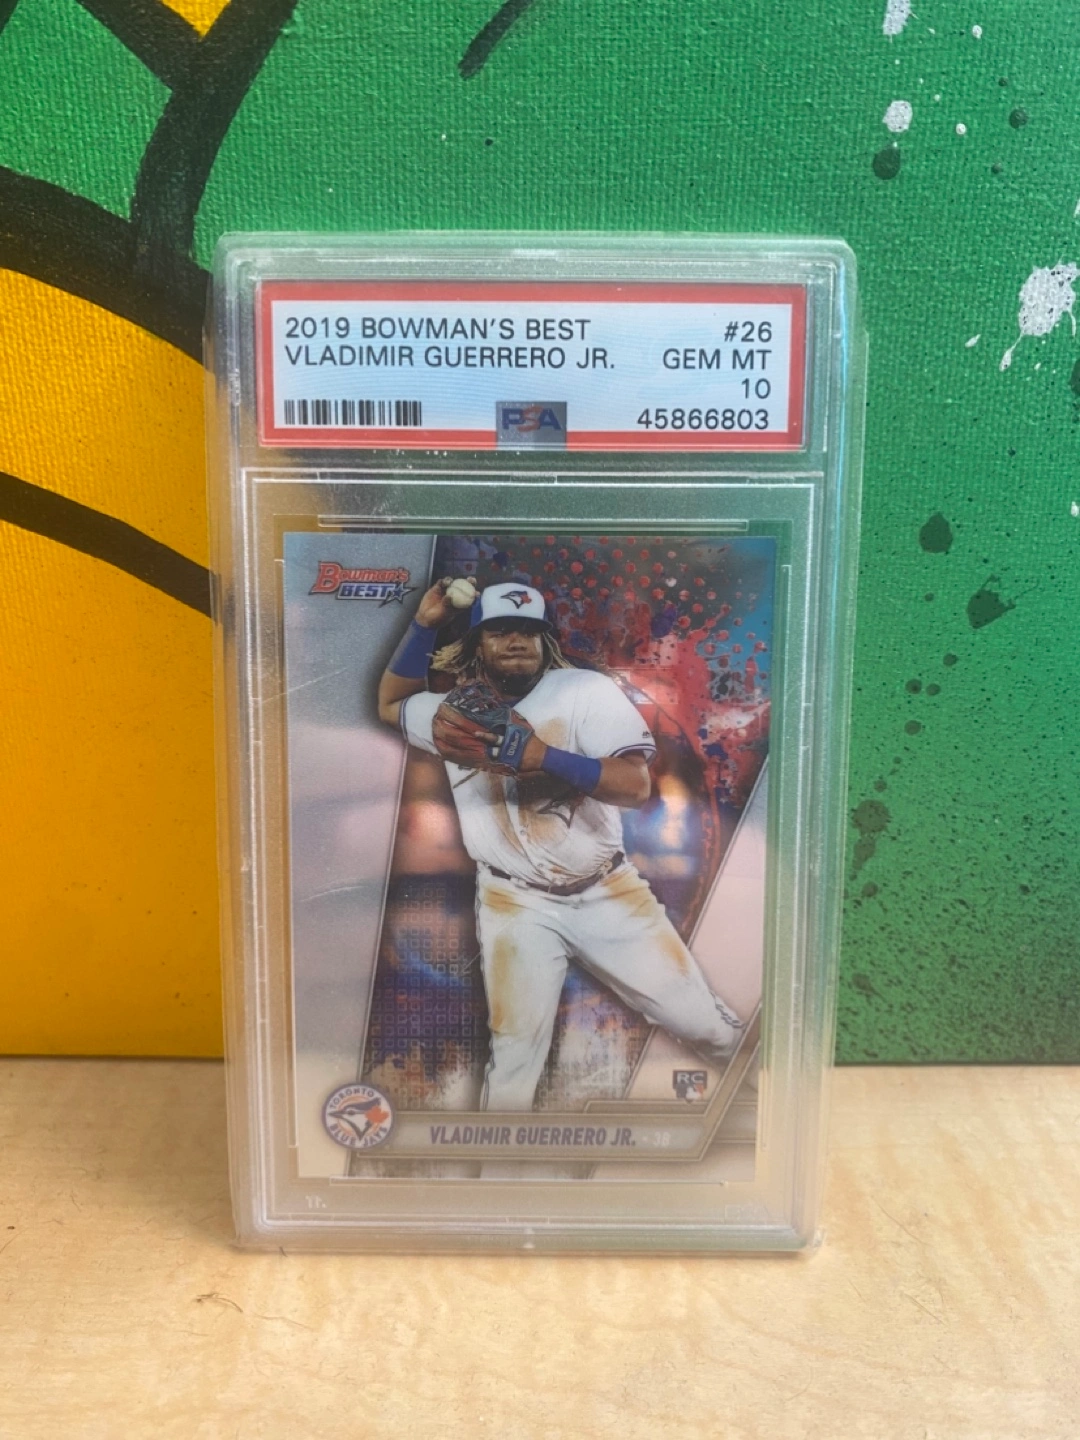 2019 BOWMAN'S BEST #26
VLADIMIR GUERRERO JR. GEM MT
10
PSA 45866803
Bowman's
BEST
Wilson
RC
TORONTO
BLUE JAYS
VLADIMIR GUERRERO JR. • 3B